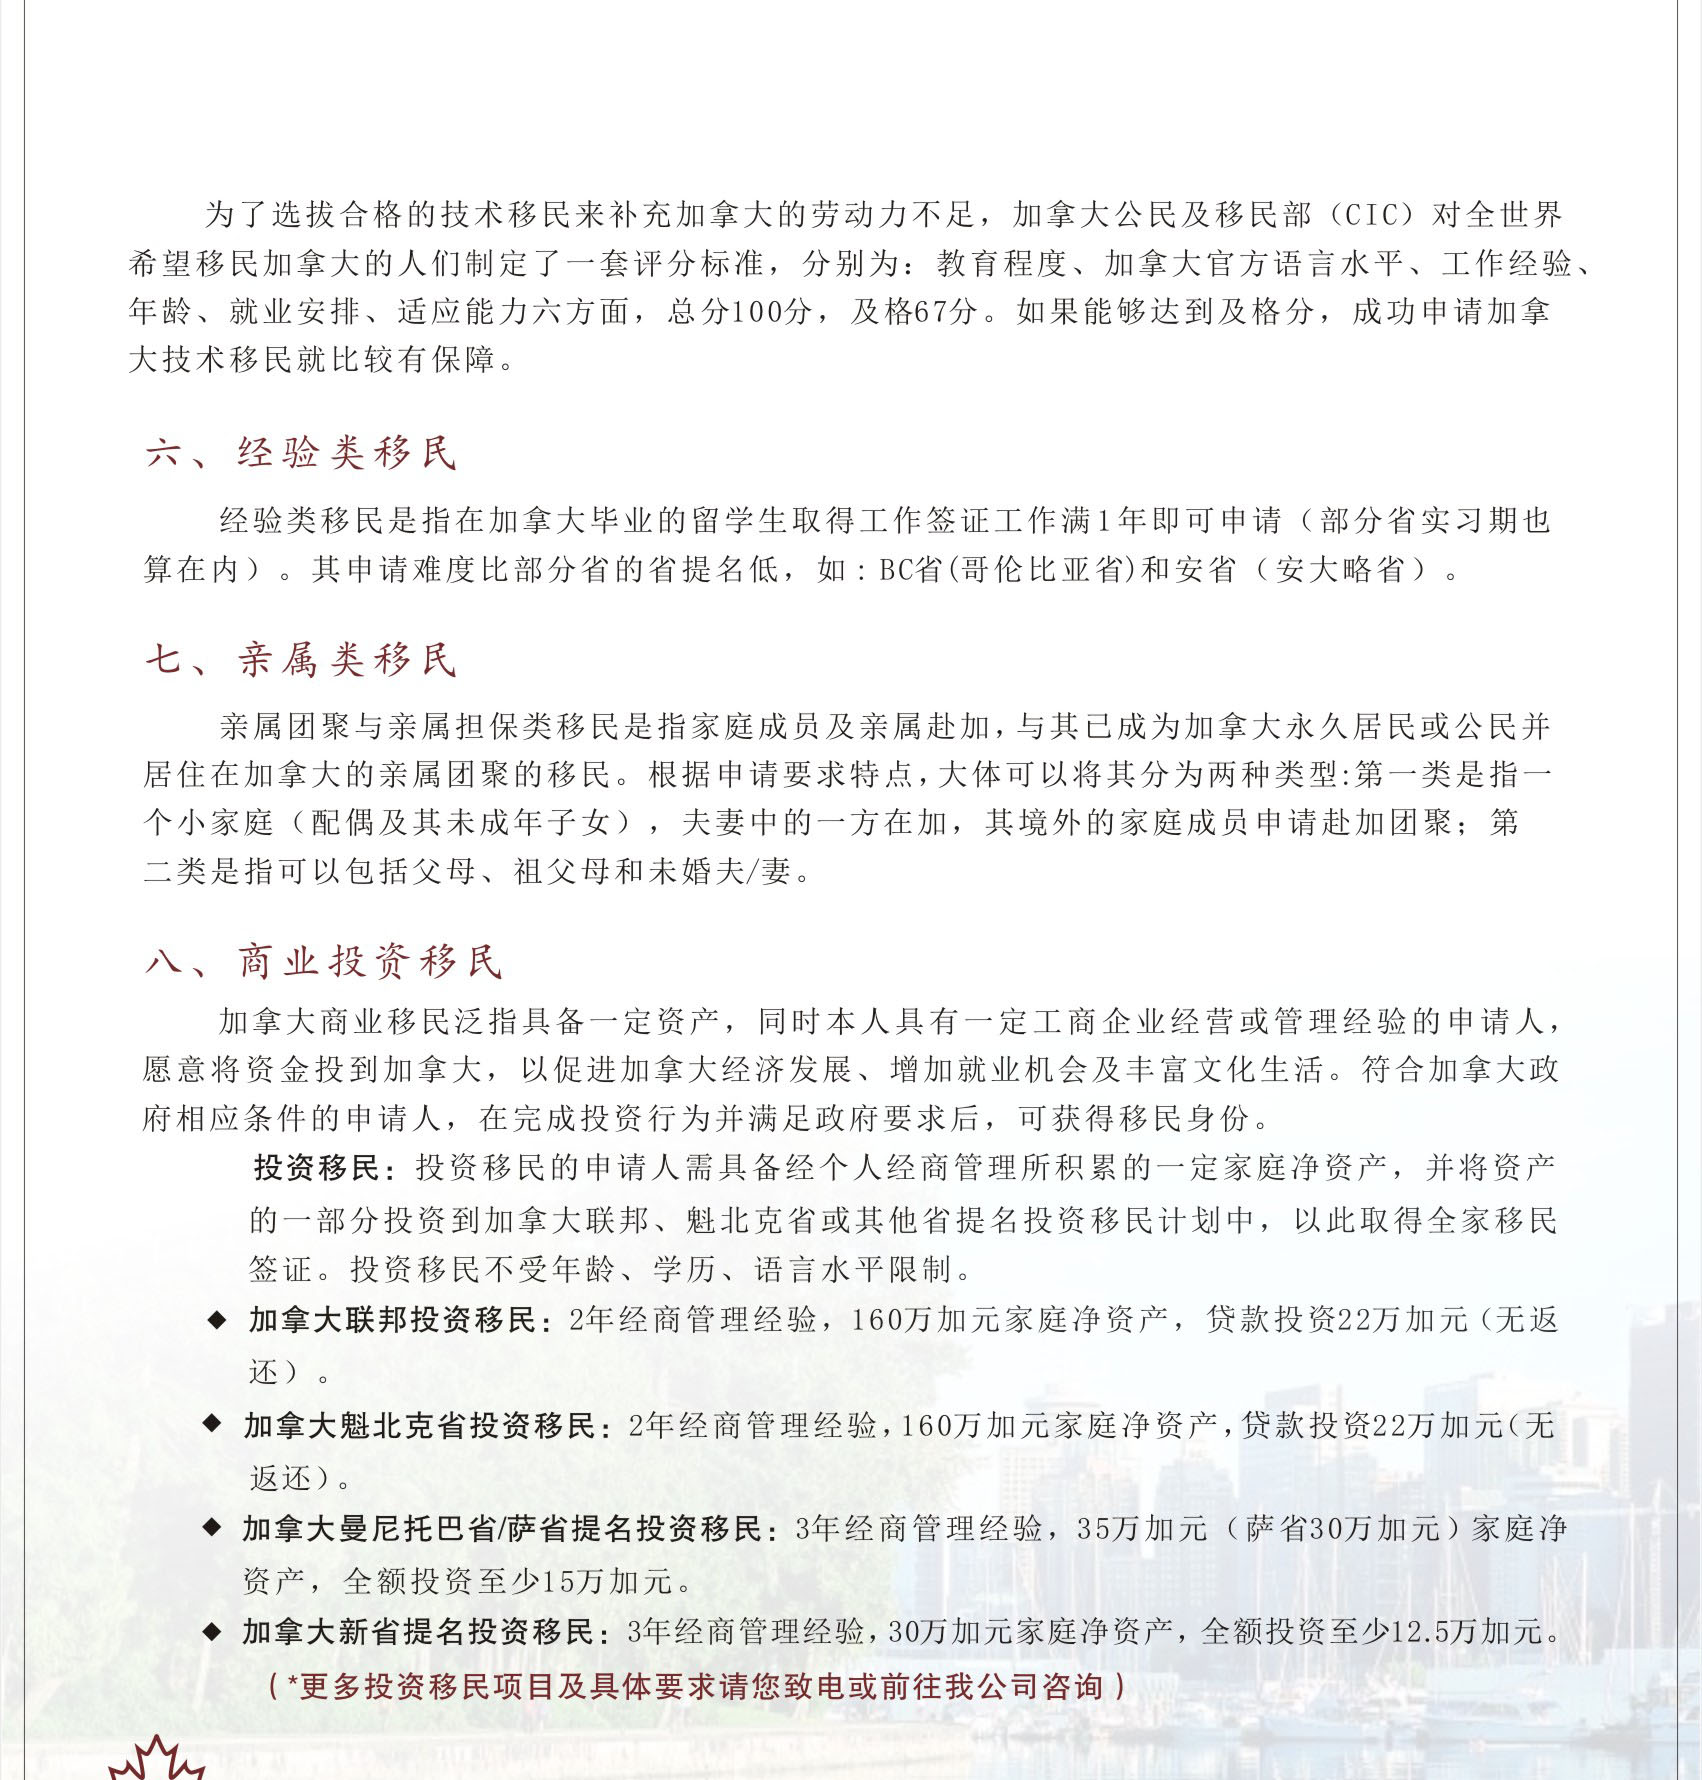 为了选拔合格的技术移民来补充加拿大的劳动力不足，加拿大公民及移民部（CIC）对全世界
希望移民加拿大的人们制定了一套评分标准，分别为：教育程度、加拿大官方语言水平、工作经验、
年龄、就业安排、适应能力六方面，总分100分，及格67分。如果能够达到及格分，成功申请加拿
大技术移民就比较有保障。
六、经验类移民
经验类移民是指在加拿大毕业的留学生取得工作签证工作满1年即可申请（部分省实习期也
算在内）。其申请难度比部分省的省提名低，如：BC省(哥伦比亚省)和安省（安大略省）。
七、亲属类移民
亲属团聚与亲属担保类移民是指家庭成员及亲属赴加，与其已成为加拿大永久居民或公民并
居住在加拿大的亲属团聚的移民。根据申请要求特点，大体可以将其分为两种类型:第一类是指一
个小家庭（配偶及其未成年子女），夫妻中的一方在加，其境外的家庭成员申请赴加团聚；第
二类是指可以包括父母、祖父母和未婚夫/妻。
八、商业投资移民
加拿大商业移民泛指具备一定资产，同时本人具有一定工商企业经营或管理经验的申请人，
愿意将资金投到加拿大，以促进加拿大经济发展、增加就业机会及丰富文化生活。符合加拿大政
府相应条件的申请人，在完成投资行为并满足政府要求后，可获得移民身份。
投资移民：投资移民的申请人需具备经个人经商管理所积累的一定家庭净资产，并将资产
的一部分投资到加拿大联邦、魁北克省或其他省提名投资移民计划中，以此取得全家移民
签证。投资移民不受年龄、学历、语言水平限制。
◆ 加拿大联邦投资移民：2年经商管理经验，160万加元家庭净资产，贷款投资22万加元（无返
还）。
◆ 加拿大魁北克省投资移民：2年经商管理经验，160万加元家庭净资产，贷款投资22万加元（无
返还）。
◆ 加拿大曼尼托巴省/萨省提名投资移民：3年经商管理经验，35万加元（萨省30万加元）家庭净
资产，全额投资至少15万加元。
◆ 加拿大新省提名投资移民：3年经商管理经验，30万加元家庭净资产，全额投资至少12.5万加元。
（*更多投资移民项目及具体要求请您致电或前往我公司咨询）